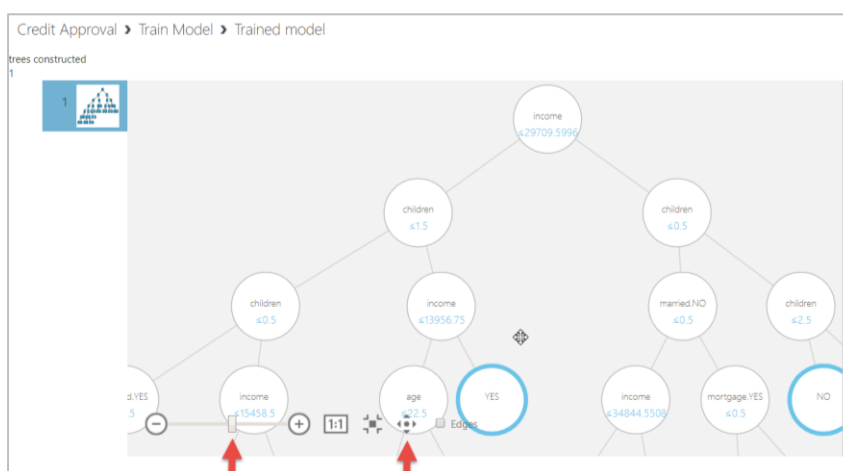 Credit Approval > Train Model > Trained model
trees constructed
1
1
income
≤29709.5996
children
≤1.5
children
≤0.5
children
≤0.5
income
≤13956.75
married.NO
≤0.5
children
≤2.5
d.YES
.5
income
≤15458.5
age
≤22.5
YES
income
≤34844.5508
mortgage.YES
≤0.5
NO
1:1
Edges